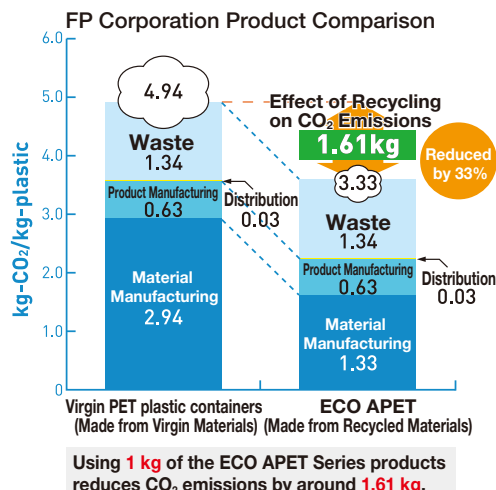 FP Corporation Product Comparison
kg-CO₂/kg-plastic
6.0
5.0
4.0
3.0
2.0
1.0
0
4.94
Waste
1.34
Product Manufacturing
0.63
Distribution
0.03
Material
Manufacturing
2.94
Effect of Recycling
on CO₂ Emissions
1.61kg
Reduced
by 33%
3.33
Waste
1.34
Product Manufacturing
0.63
Distribution
0.03
Material
Manufacturing
1.33
Virgin PET plastic containers
(Made from Virgin Materials)
ECO APET
(Made from Recycled Materials)
Using 1 kg of the ECO APET Series products
reduces CO₂ emissions by around 1.61 kg.